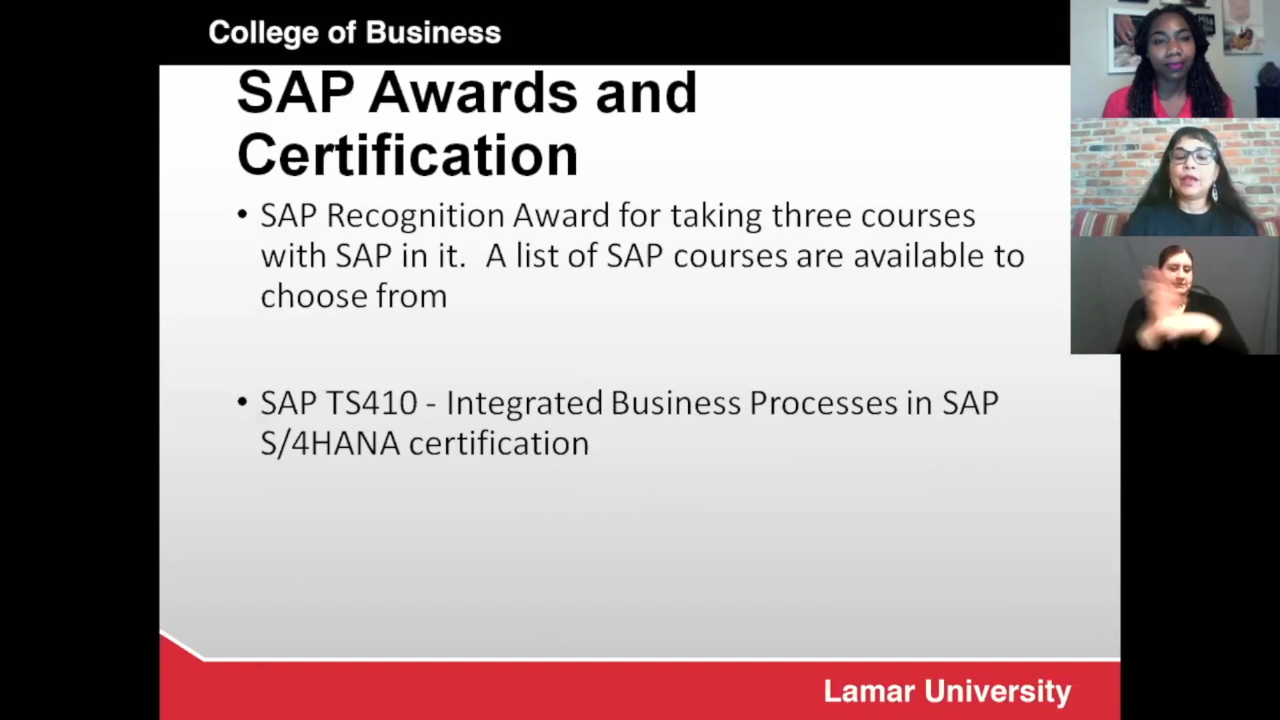 College of Business
SAP Awards and
Certification
• SAP Recognition Award for taking three courses
with SAP in it.  A list of SAP courses are available to
choose from
• SAP TS410 - Integrated Business Processes in SAP
S/4HANA certification
Lamar University